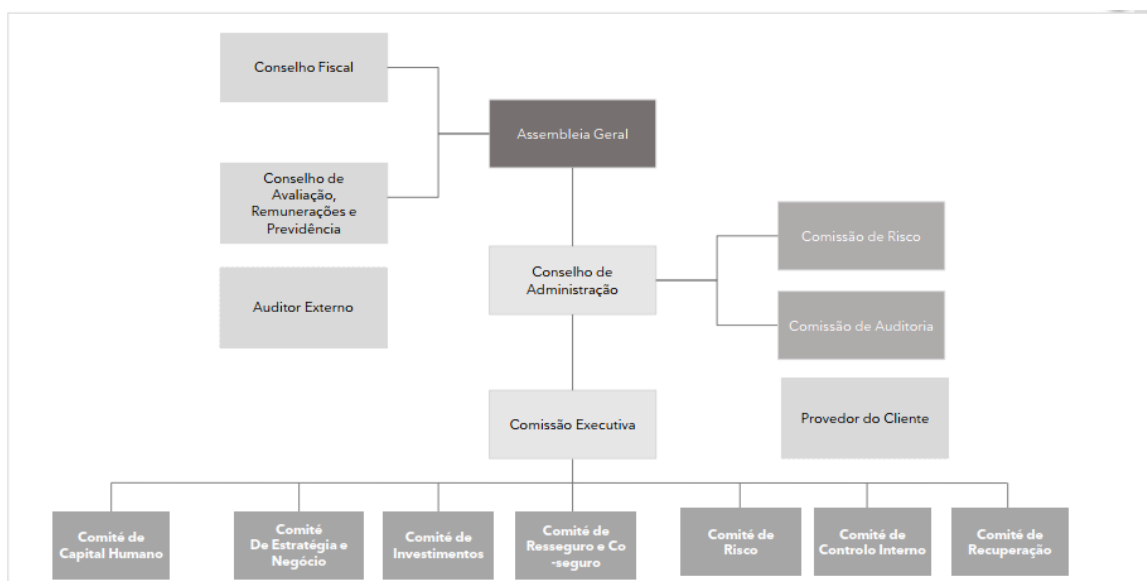 Conselho Fiscal
Assembleia Geral
Conselho de
Avaliação,
Remunerações e
Previdência
Comissão de Risco
Conselho de
Administração
Auditor Externo
Comissão de Auditoria
Comissão Executiva
Provedor do Cliente
Comité de
Capital Humano
Comité
De Estratégia e
Negócio
Comité de
Investimentos
Comité de
Resseguro e Co
-seguro
Comité de
Risco
Comité de
Controlo Interno
Comité de
Recuperação